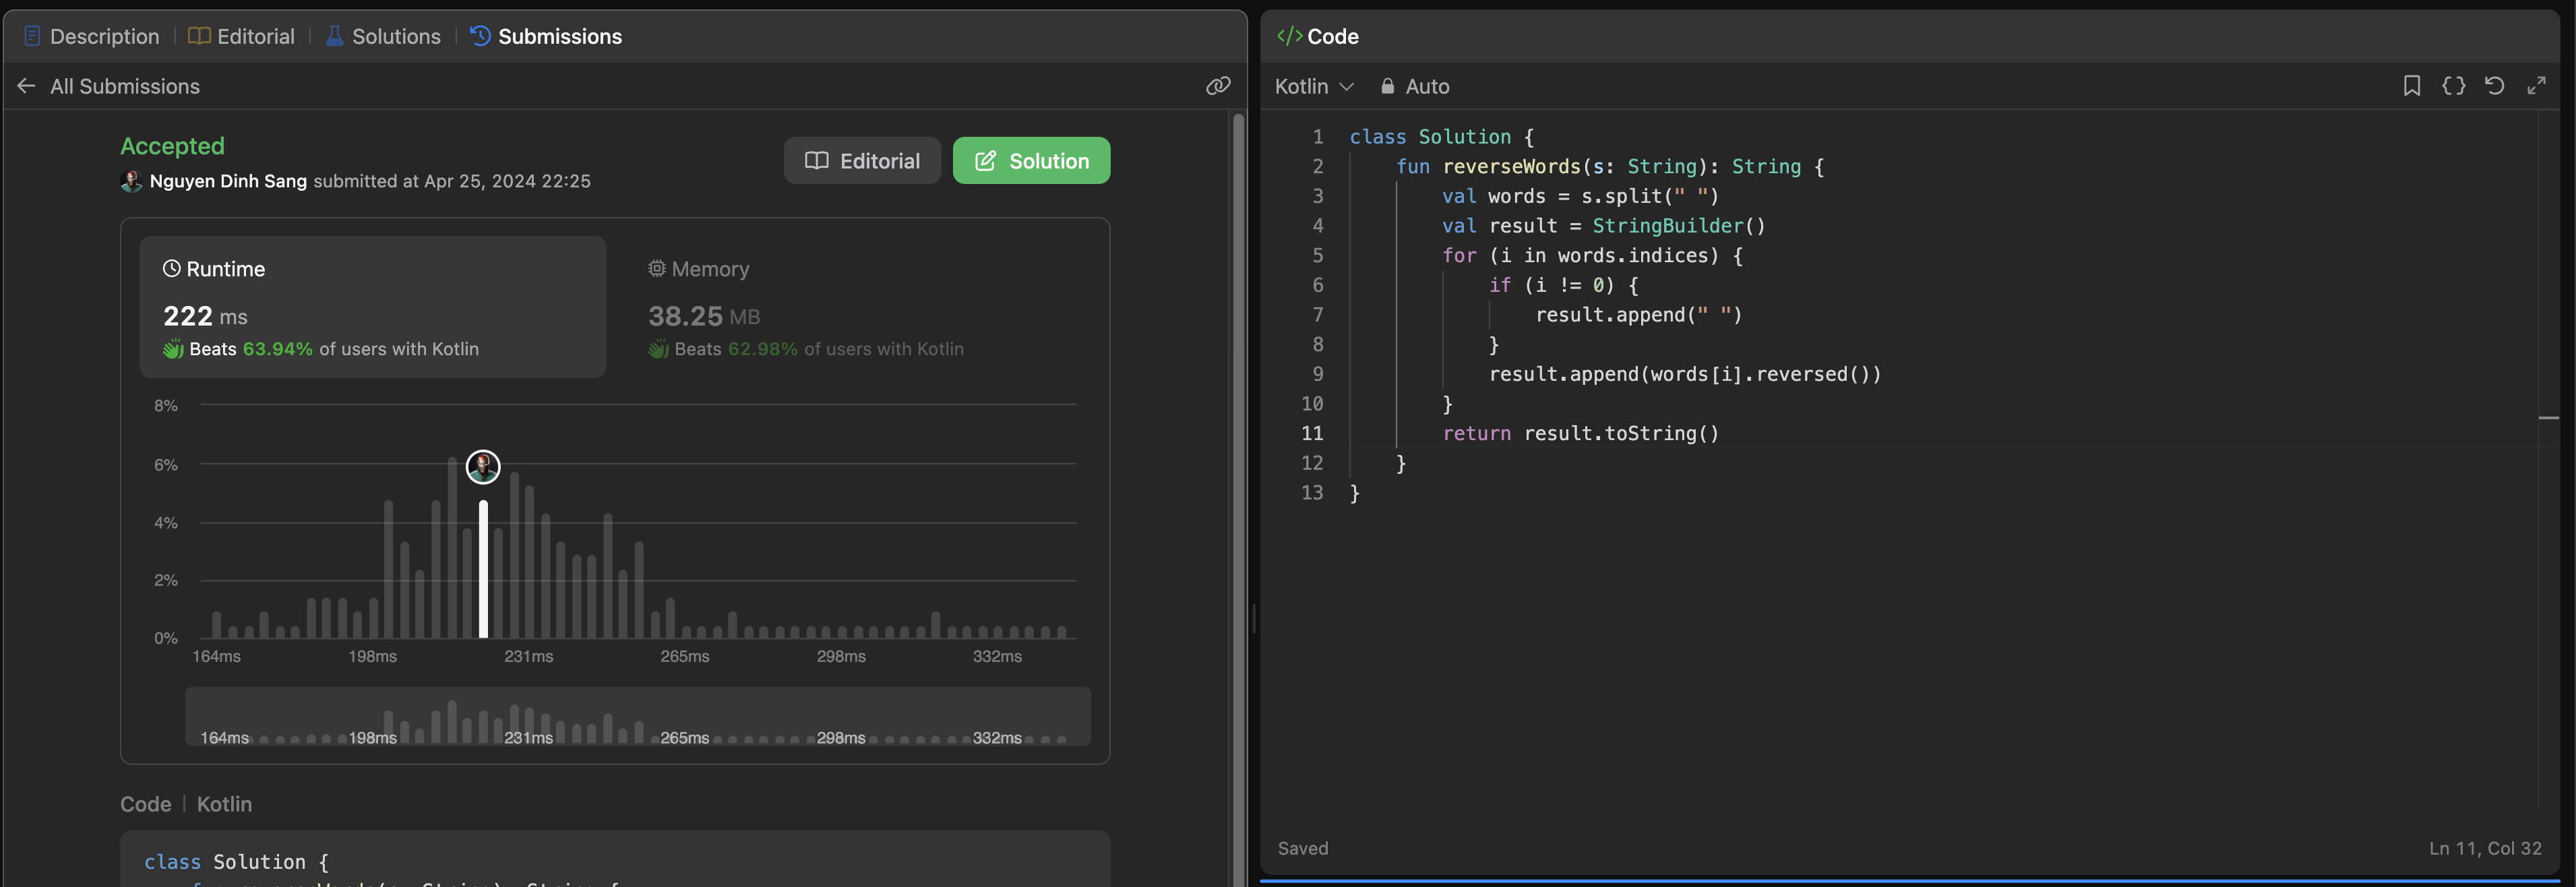 Description
Editorial
Solutions
Submissions
All Submissions
Accepted
Nguyen Dinh Sang submitted at Apr 25, 2024 22:25
Editorial
Solution
Runtime
222 ms
Beats 63.94% of users with Kotlin
Memory
38.25 MB
Beats 62.98% of users with Kotlin
8%
6%
4%
2%
0%
164ms 198ms 231ms 265ms 298ms 332ms
164ms 198ms 231ms 265ms 298ms 332ms
Code | Kotlin
class Solution {
fun reverseWords(s: String): String {
</> Code
Kotlin
Auto
1 class Solution {
2     fun reverseWords(s: String): String {
3         val words = s.split(" ")
4         val result = StringBuilder()
5         for (i in words.indices) {
6             if (i != 0) {
7                 result.append(" ")
8             }
9             result.append(words[i].reversed())
10         }
11         return result.toString()
12     }
13 }
Saved
Ln 11, Col 32